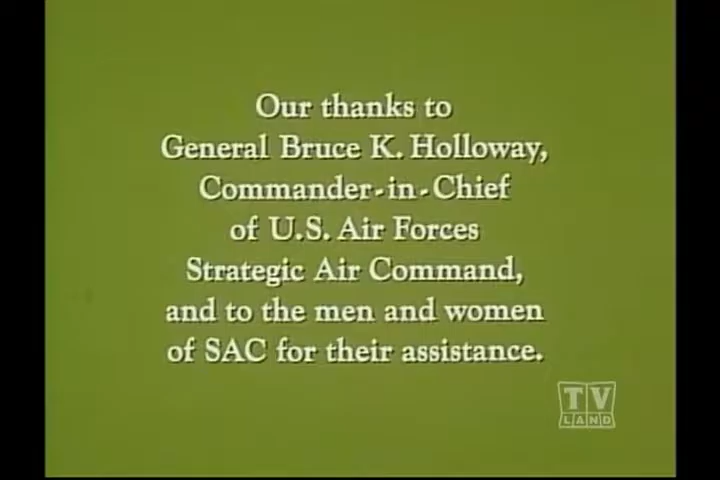 Our thanks to
General Bruce K. Holloway,
Commander-in-Chief
of U.S. Air Forces
Strategic Air Command,
and to the men and women
of SAC for their assistance.
TV
LAND